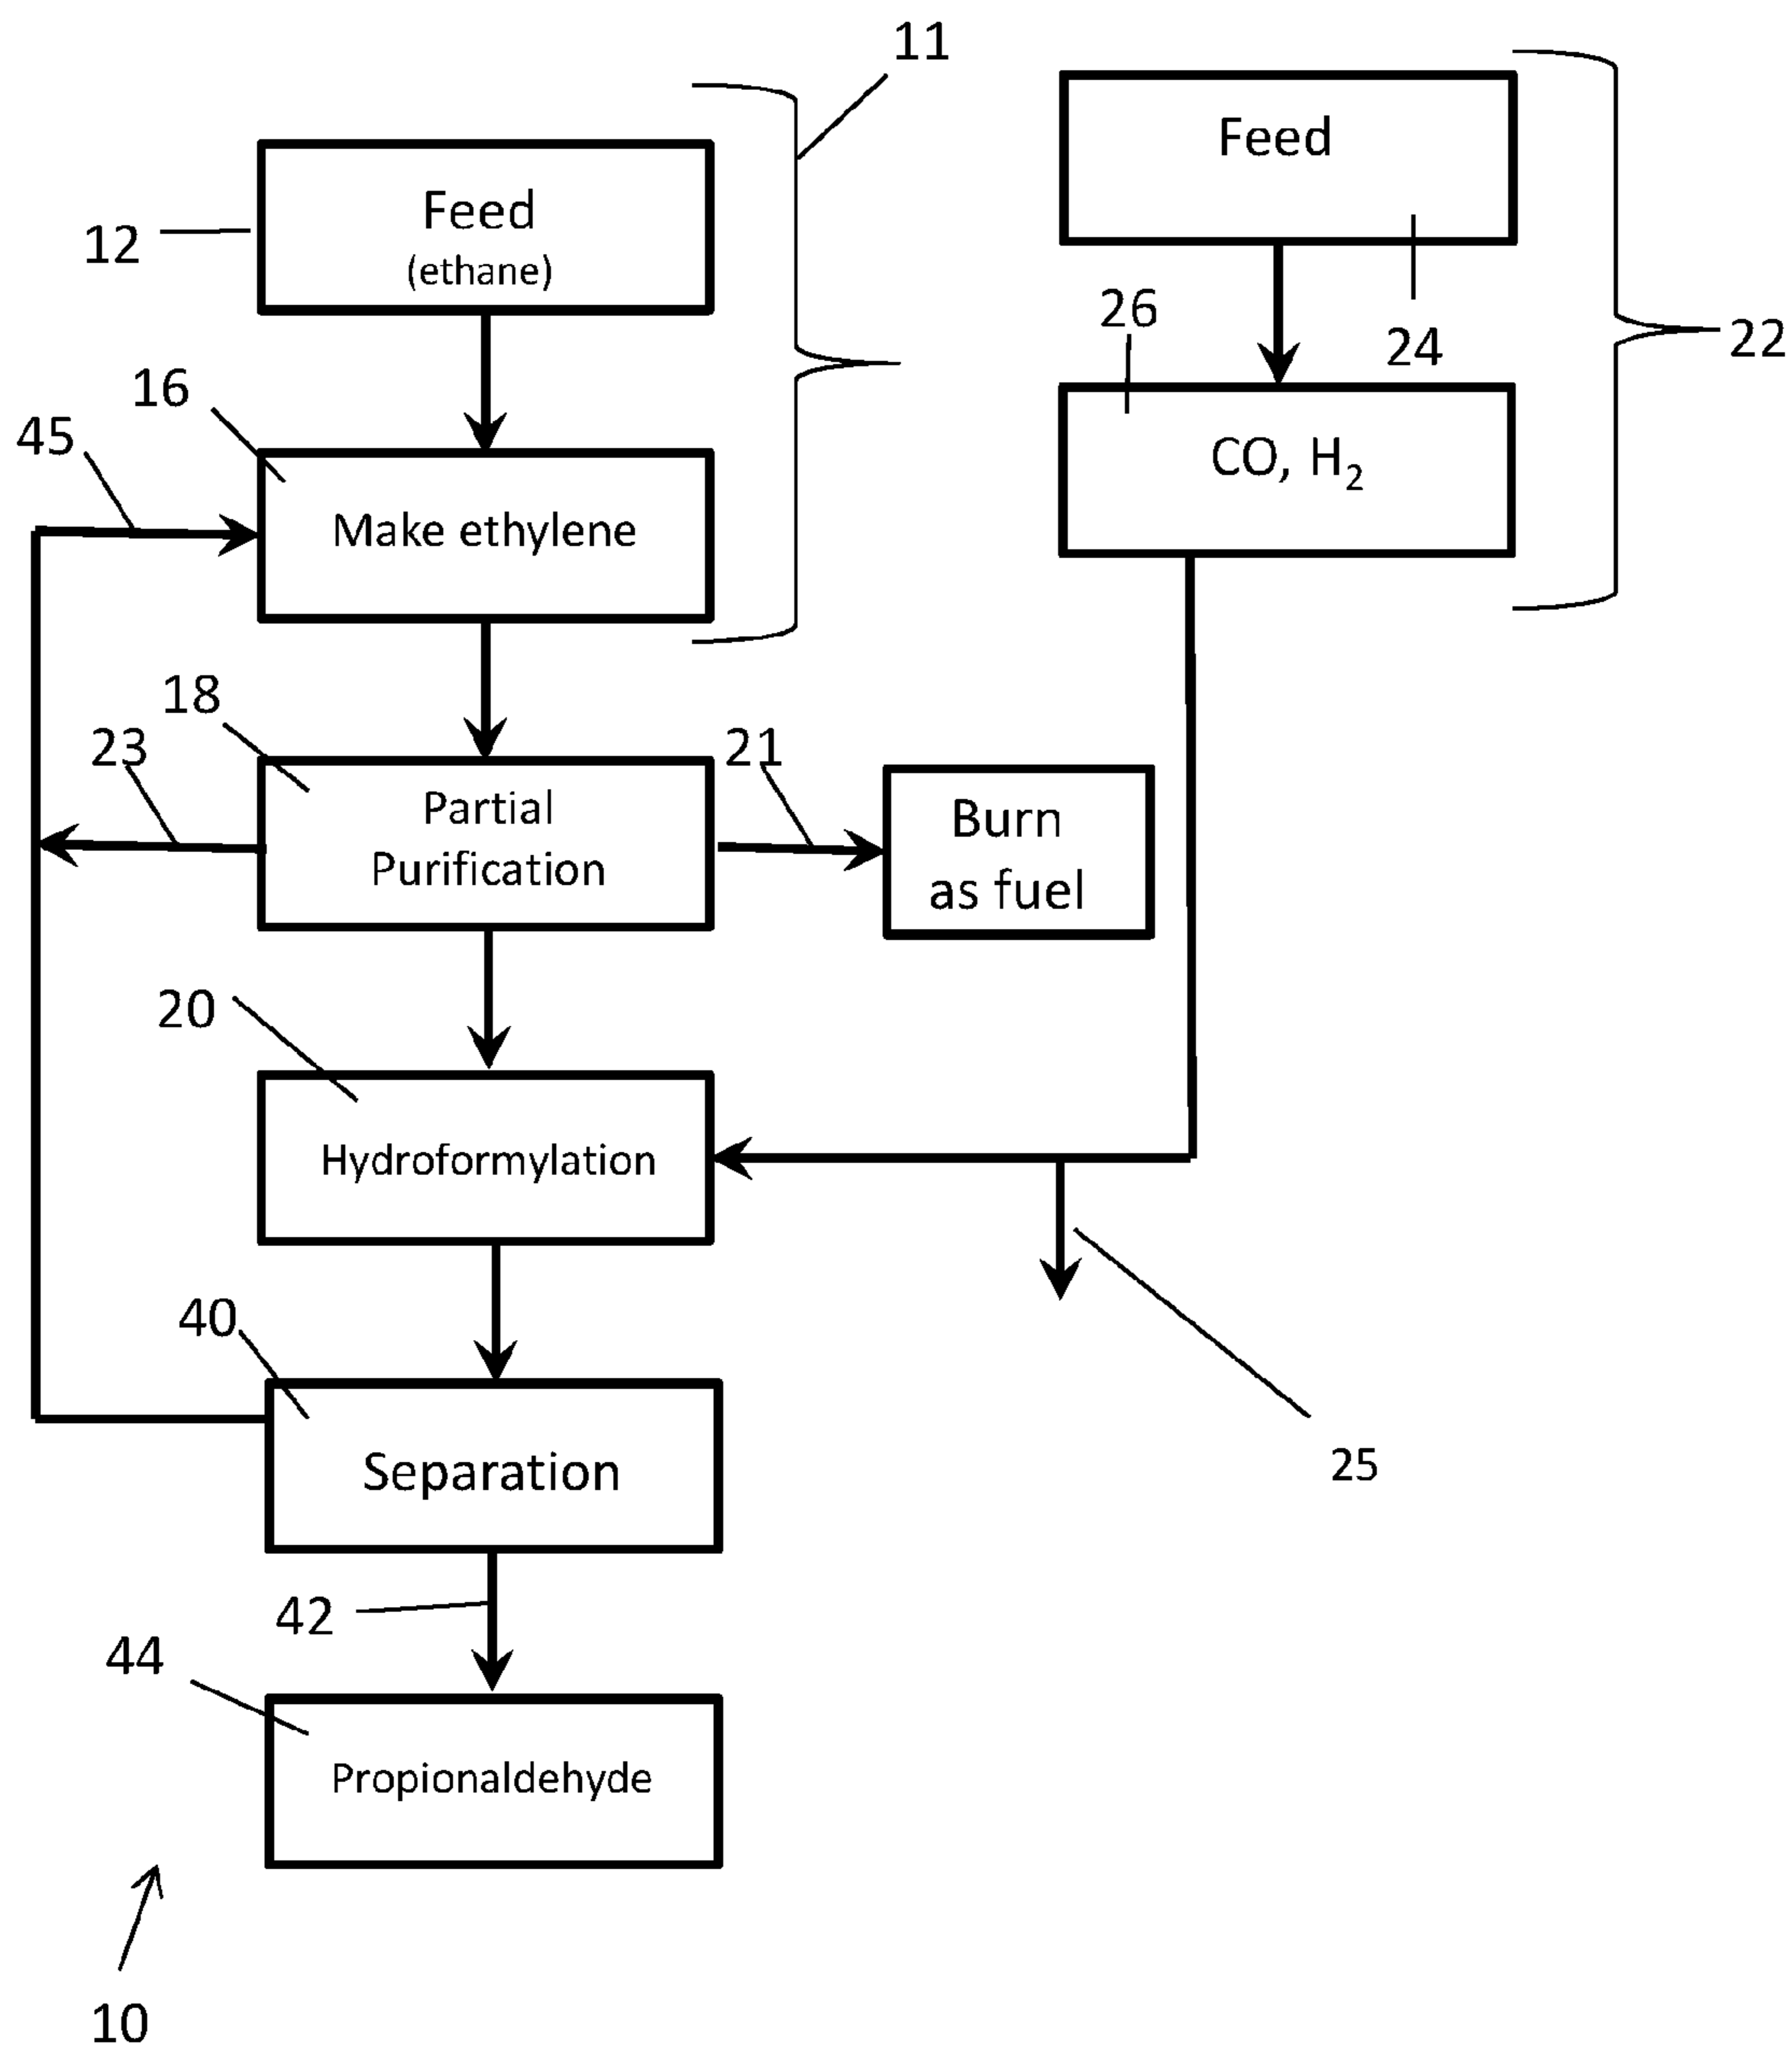 11
Feed
Feed
(ethane)
12
26
24
22
16
45
CO, H₂
Make ethylene
18
23
21
Partial
Purification
Burn
as fuel
20
Hydroformylation
40
25
Separation
42
44
Propionaldehyde
10